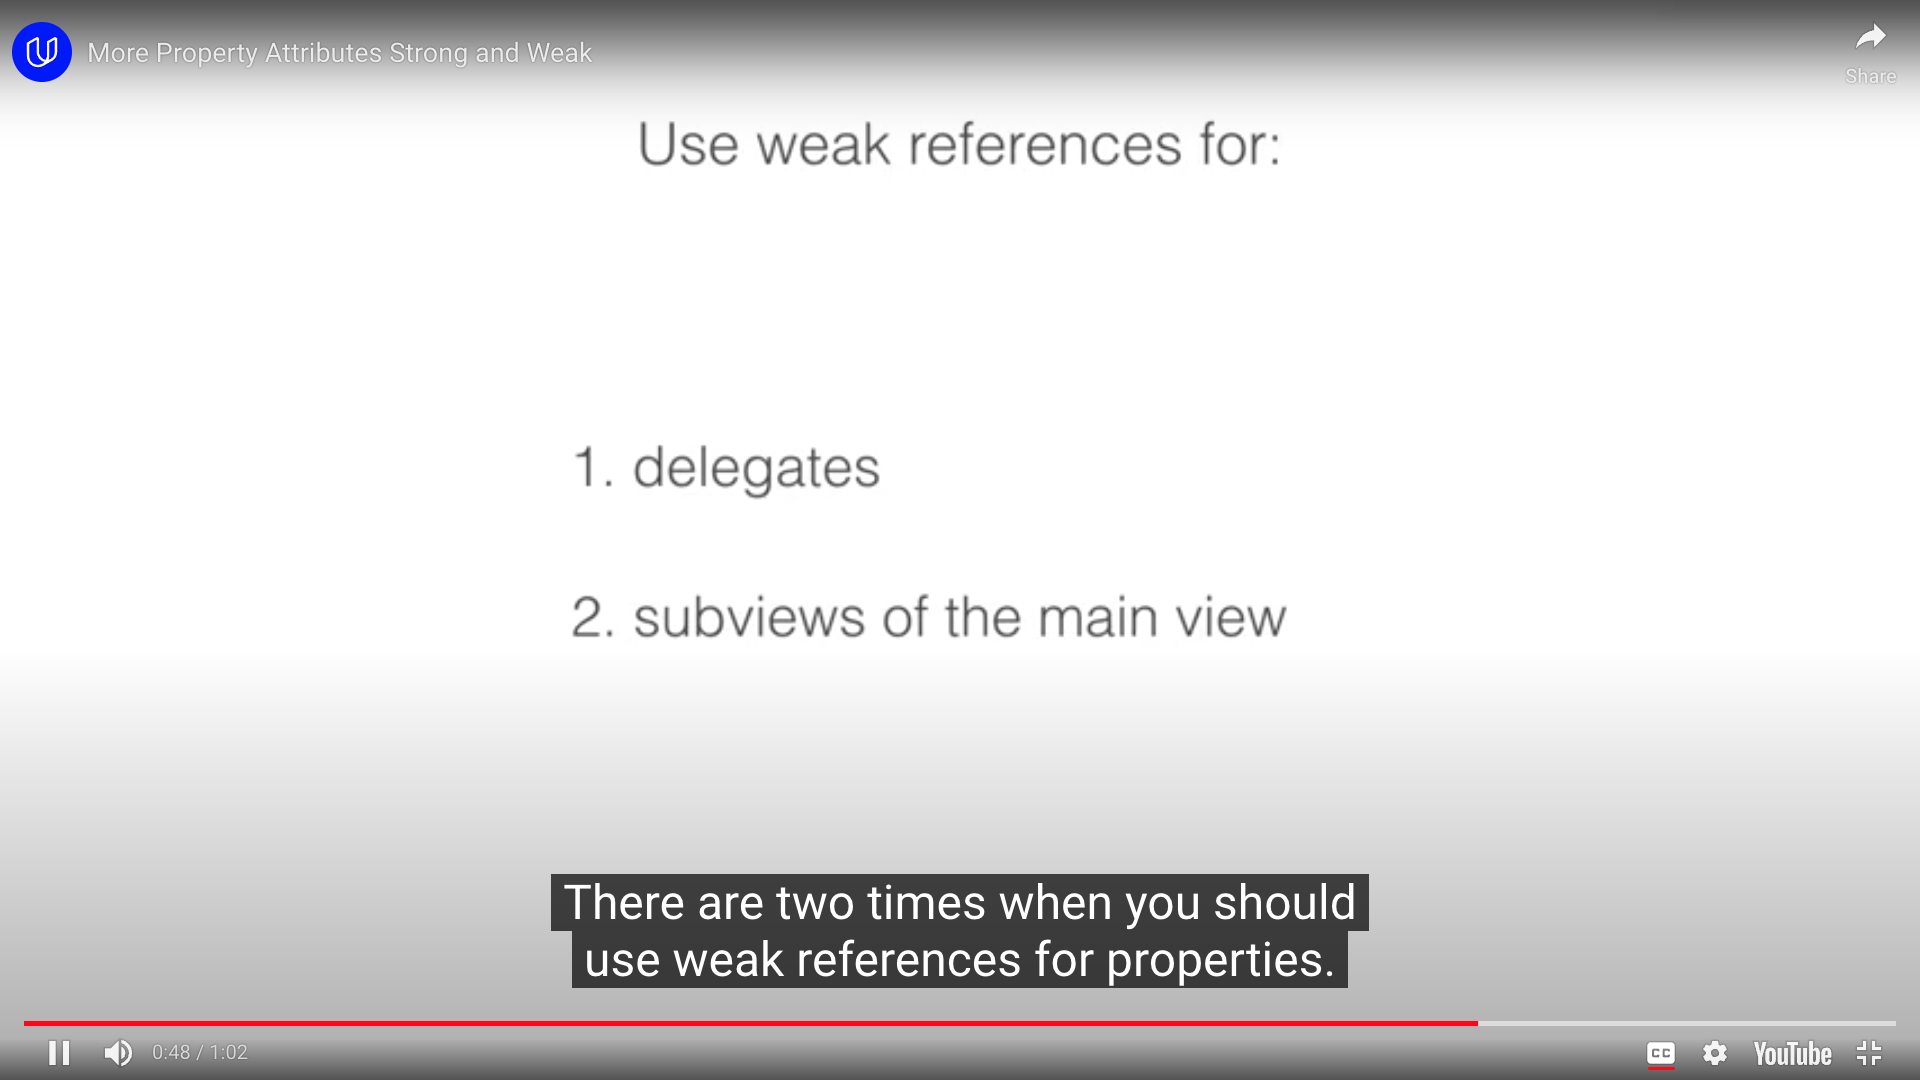 More Property Attributes Strong and Weak
Share
Use weak references for:
1. delegates
2. subviews of the main view
There are two times when you should
use weak references for properties.
0:48 / 1:02
CC
YouTube